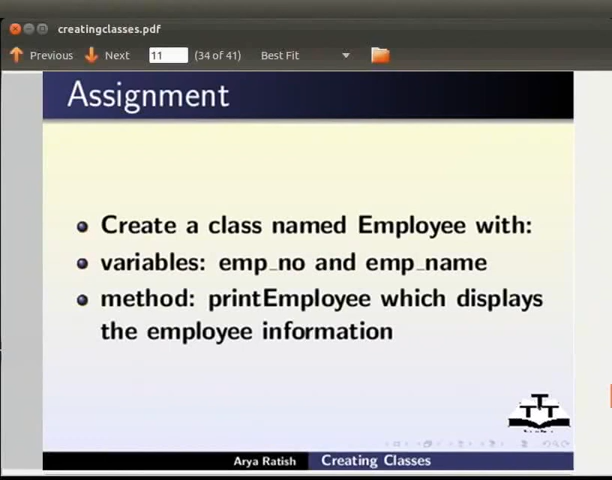 creatingclasses.pdf
Previous Next 11 (34 of 41) Best Fit
Assignment
Create a class named Employee with:
variables: emp_no and emp_name
method: printEmployee which displays
the employee information
Arya Ratish Creating Classes